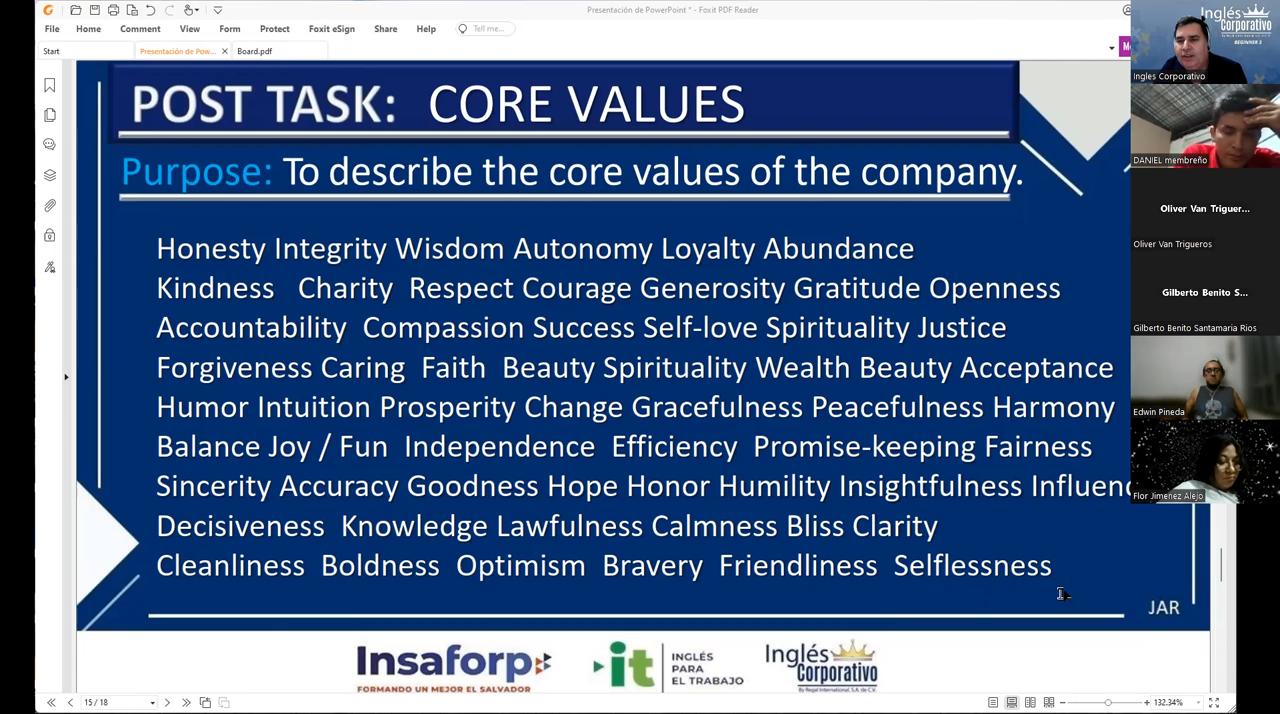 Presentación de PowerPoint * - Foxit PDF Reader
File Home Comment View Form Protect Foxit eSign Share Help Tell me...
Start Presentación de Pow... Board.pdf
POST TASK: CORE VALUES
Purpose: To describe the core values of the company.
Honesty Integrity Wisdom Autonomy Loyalty Abundance
Kindness Charity Respect Courage Generosity Gratitude Openness
Accountability Compassion Success Self-love Spirituality Justice
Forgiveness Caring Faith Beauty Spirituality Wealth Beauty Acceptance
Humor Intuition Prosperity Change Gracefulness Peacefulness Harmony
Balance Joy / Fun Independence Efficiency Promise-keeping Fairness
Sincerity Accuracy Goodness Hope Honor Humility Insightfulness Influenc
Decisiveness Knowledge Lawfulness Calmness Bliss Clarity
Cleanliness Boldness Optimism Bravery Friendliness Selflessness
JAR
Insaforp
FORMANDO UN MEJOR EL SALVADOR
it
INGLÉS
PARA
EL TRABAJO
Inglés
Corporativo
By Regal International, S.A. de C.V.
15 / 18
132.34%
Inglés
Corporativo
BEGINNER 2
Ingles Corporativo
DANIEL membreño
Oliver Van Triguer...
Oliver Van Trigueros
Gilberto Benito S...
Gilberto Benito Santamaria Rios
Edwin Pineda
Flor Jimenez Alejo